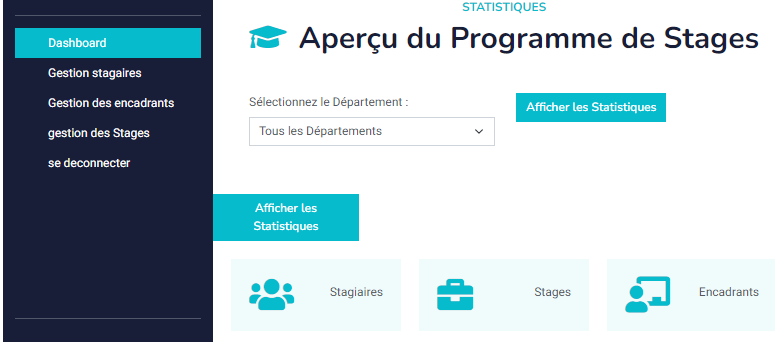 Dashboard
Gestion stagaires
Gestion des encadrants
gestion des Stages
se deconnecter
STATISTIQUES
Aperçu du Programme de Stages
Sélectionnez le Département :
Tous les Départements
Afficher les Statistiques
Afficher les
Statistiques
Stagiaires
Stages
Encadrants